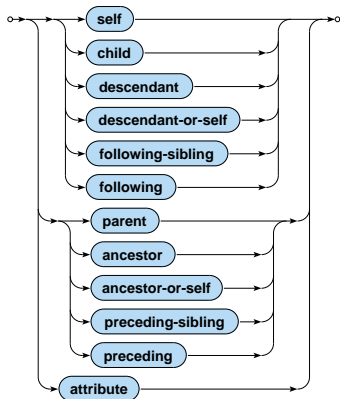 self
child
descendant
descendant-or-self
following-sibling
following
parent
ancestor
ancestor-or-self
preceding-sibling
preceding
attribute